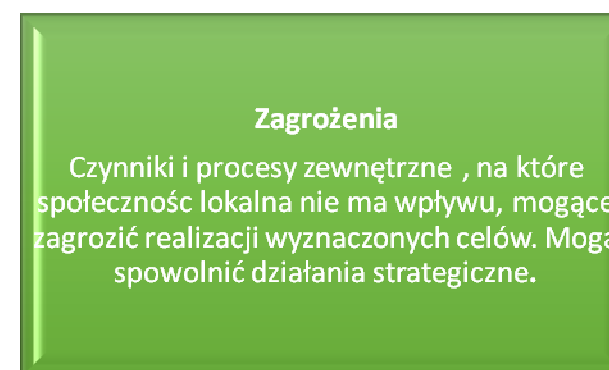 Zagrożenia
Czynniki i procesy zewnętrzne , na które
społecznośc lokalna nie ma wpływu, mogące
zagrozić realizacji wyznaczonych celów. Mogą
spowolnić działania strategiczne.